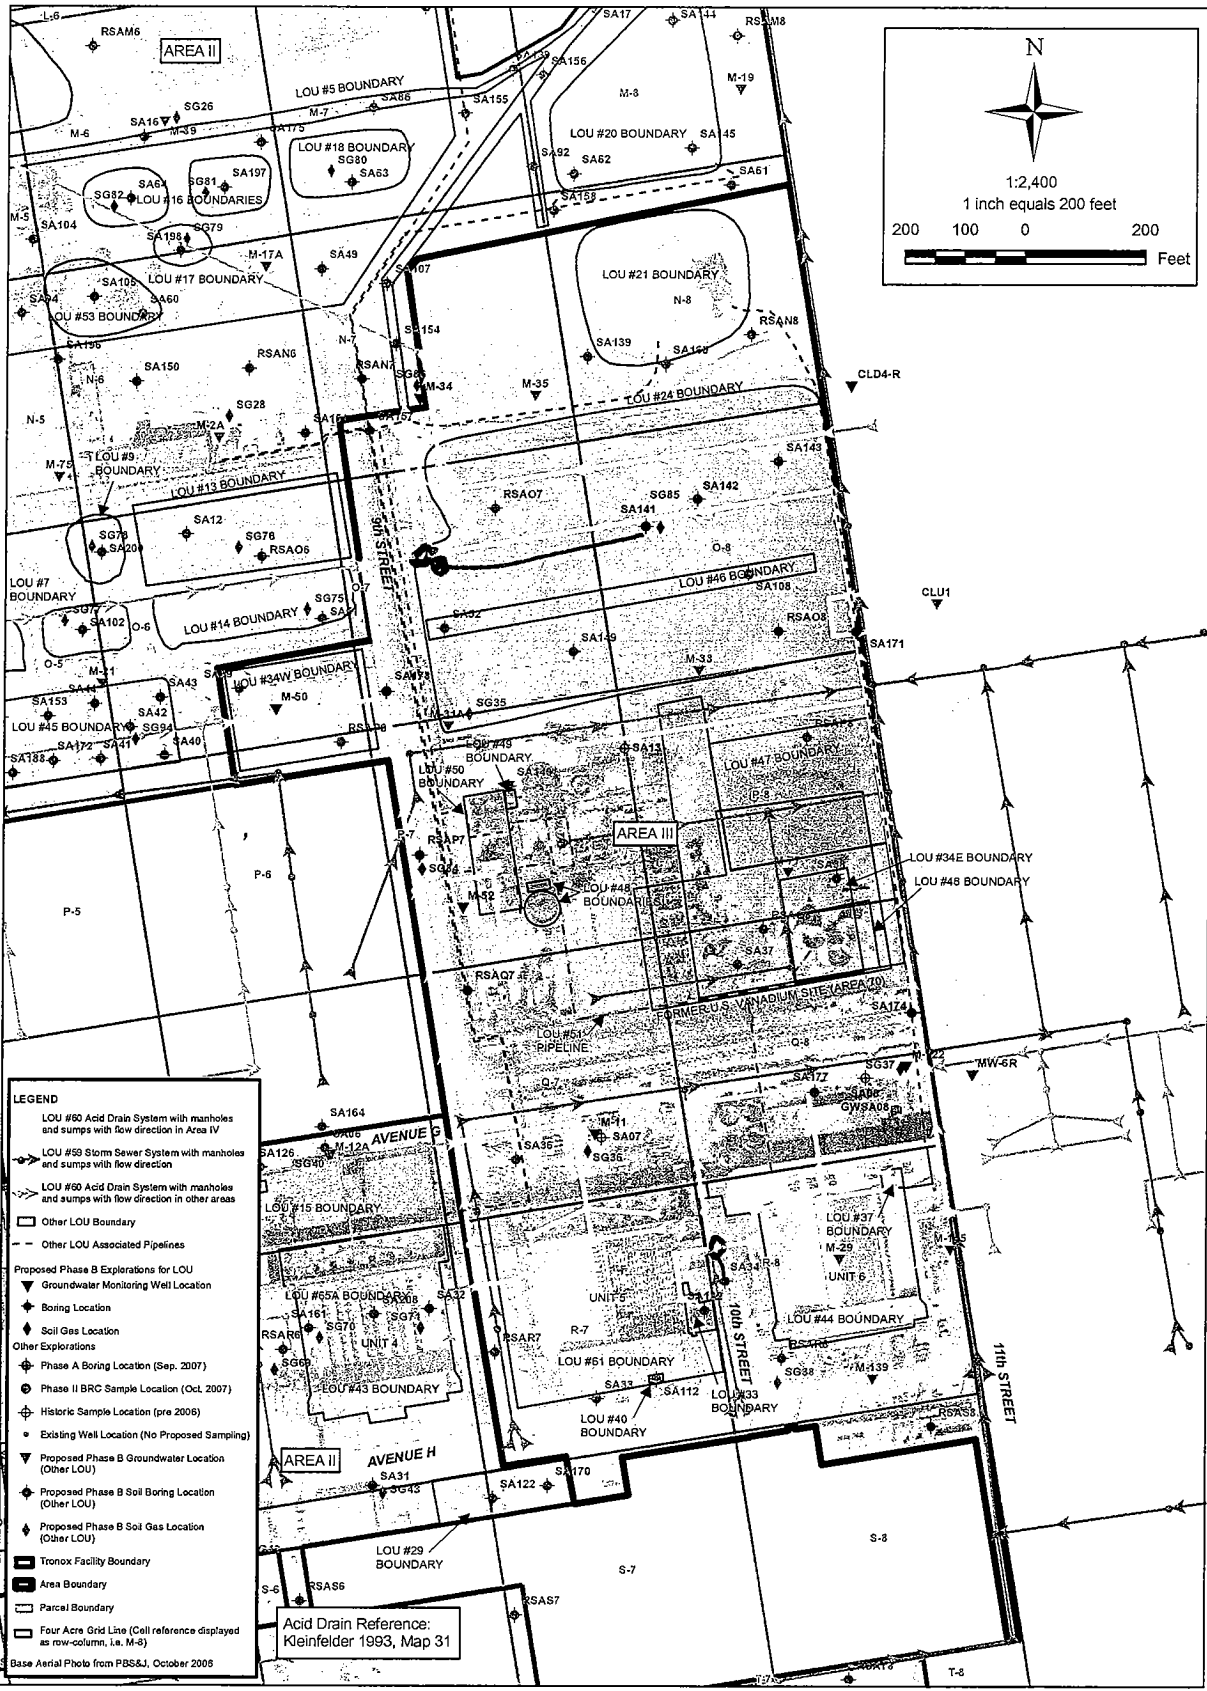 L-6
RSAM6
AREA II
SA17
SA144
RSAM8
SA156
M-19
LOU #5 BOUNDARY
SA86
M-7
M-8
SA155
SG26
SA16
M-39
M-6
SA175
LOU #20 BOUNDARY
SA145
LOU #18 BOUNDARY
SG80
SA63
SA92
SA62
SA51
SA158
SA64
SG82
SG81
SA197
LOU #16 BOUNDARIES
M-5
SA104
SA198
SG79
M-17A
SA49
SA107
LOU #17 BOUNDARY
SA105
SA60
LOU #53 BOUNDARY
LOU #21 BOUNDARY
N-8
RSAN8
N-7
SA139
SA150
RSAN6
N-6
RSAN7
M-34
M-35
CLD4-R
LOU #24 BOUNDARY
N-5
SG28
M-2A
SA157
M-75
LOU #9
BOUNDARY
SA143
LOU #13 BOUNDARY
RSAO7
SG85
SA142
SA141
9th STREET
SA12
SG76
RSAO6
SG78
SA200
O-8
LOU #46 BOUNDARY
SA108
LOU #7
BOUNDARY
O-7
CLU1
SG75
LOU #14 BOUNDARY
SA102
O-6
SA52
RSAO8
SA171
SA149
O-5
M-33
LOU #34W BOUNDARY
M-50
SA43
SA44
SA153
SA42
LOU #45 BOUNDARY
SG94
SA41
SA40
SA172
SA188
SG35
M-31A
LOU #49
BOUNDARY
LOU #50
BOUNDARY
LOU #47 BOUNDARY
P-8
AREA III
P-7
RSAP7
P-6
LOU #34E BOUNDARY
LOU #48 BOUNDARY
LOU #48
BOUNDARIES
P-5
M-52
SA37
RSAQ7
FORMER U.S. VANADIUM SITE (AREA 70)
SA174
LOU #51
PIPELINE
Q-8
Q-7
SG37
MW-6R
SA177
SA08
GWSA08
SA164
AVENUE G
M-12A
SA126
SG40
M-11
SA07
SA36
SG36
LOU #15 BOUNDARY
LOU #37
BOUNDARY
M-29
UNIT 6
R-8
SA34
UNIT 5
LOU #65A BOUNDARY
SA32
SA161
SG70
SG71
UNIT 4
RSAR6
SG69
RSAR7
R-7
LOU #44 BOUNDARY
10th STREET
11th STREET
LOU #61 BOUNDARY
LOU #43 BOUNDARY
SG38
M-139
SA33
SA112
LOU #33
BOUNDARY
LOU #40
BOUNDARY
RSAS8
AREA II
AVENUE H
SA31
SG43
SA122
SA170
LOU #29
BOUNDARY
S-8
S-7
S-6
RSAS6
RSAS7
T-7
T-8
N
1:2,400
1 inch equals 200 feet
200 100 0 200
Feet
LEGEND
LOU #60 Acid Drain System with manholes
and sumps with flow direction in Area IV
LOU #59 Storm Sewer System with manholes
and sumps with flow direction
LOU #60 Acid Drain System with manholes
and sumps with flow direction in other areas
Other LOU Boundary
Other LOU Associated Pipelines
Proposed Phase B Explorations for LOU
Groundwater Monitoring Well Location
Boring Location
Soil Gas Location
Other Explorations
Phase A Boring Location (Sep. 2007)
Phase II BRC Sample Location (Oct. 2007)
Historic Sample Location (pre 2006)
Existing Well Location (No Proposed Sampling)
Proposed Phase B Groundwater Location
(Other LOU)
Proposed Phase B Soil Boring Location
(Other LOU)
Proposed Phase B Soil Gas Location
(Other LOU)
Tronox Facility Boundary
Area Boundary
Parcel Boundary
Four Acre Grid Line (Cell reference displayed
as row-column, i.e. M-8)
Base Aerial Photo from PBS&J, October 2006
Acid Drain Reference:
Kleinfelder 1993, Map 31